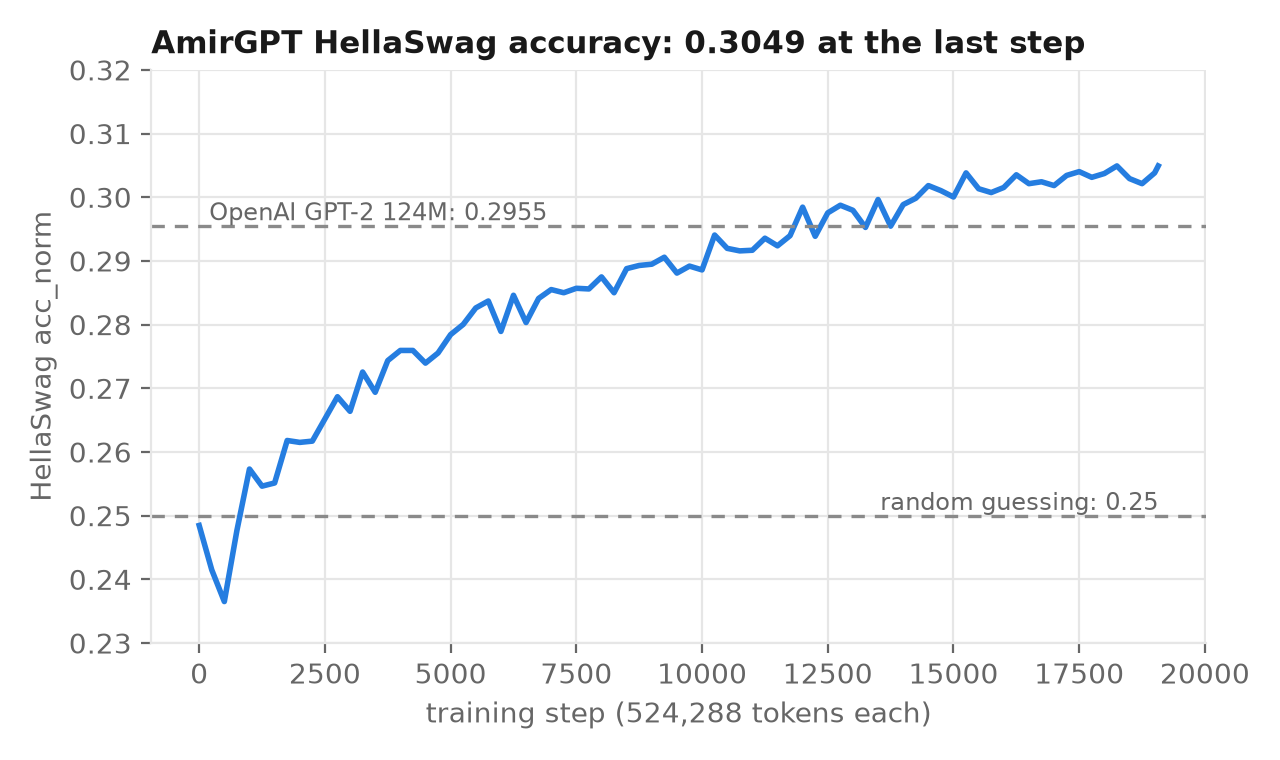 AmirGPT HellaSwag accuracy: 0.3049 at the last step
0.32
0.31
0.30
0.29
0.28
0.27
0.26
0.25
0.24
0.23
HellaSwag acc_norm
OpenAI GPT-2 124M: 0.2955
random guessing: 0.25
0 2500 5000 7500 10000 12500 15000 17500 20000
training step (524,288 tokens each)